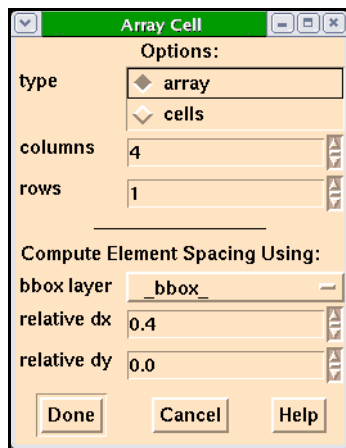 Array Cell
Options:
type
array
cells
columns 4
rows 1
Compute Element Spacing Using:
bbox layer _bbox_
relative dx 0.4
relative dy 0.0
Done Cancel Help